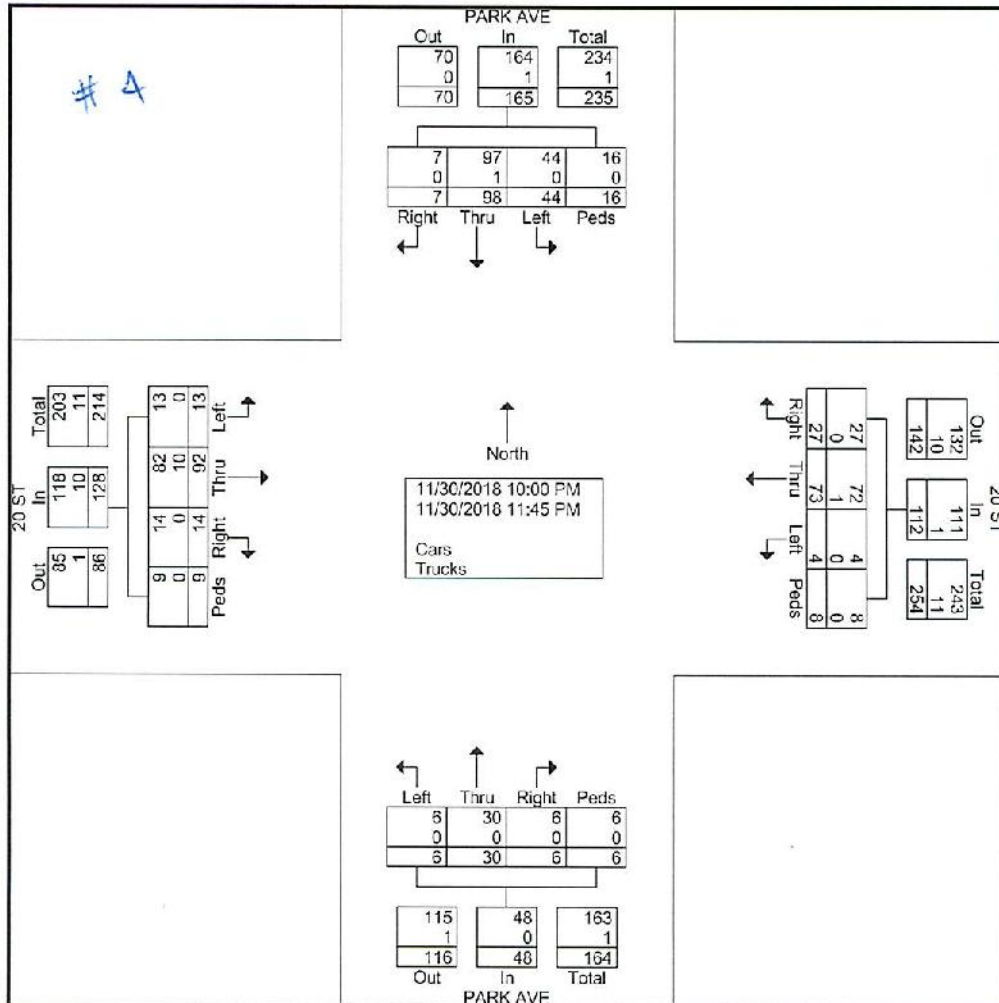 PARK AVE
Out In Total
70 164 234
0 1 1
70 165 235
# 4
7 97 44 16
0 1 0 0
7 98 44 16
Right Thru Left Peds
20 ST
Total In Out
203 118 85
11 10 1
214 128 86
13 82 14 9
0 10 0 0
13 92 14 9
Left Thru Right Peds
North
11/30/2018 10:00 PM
11/30/2018 11:45 PM
Cars
Trucks
Right Thru Left Peds
27 72 4 8
0 1 0 0
27 73 4 8
Out In Total
132 111 243
10 1 11
142 112 254
20 ST
Left Thru Right Peds
6 30 6 6
0 0 0 0
6 30 6 6
115 48 163
1 0 1
116 48 164
Out In Total
PARK AVE